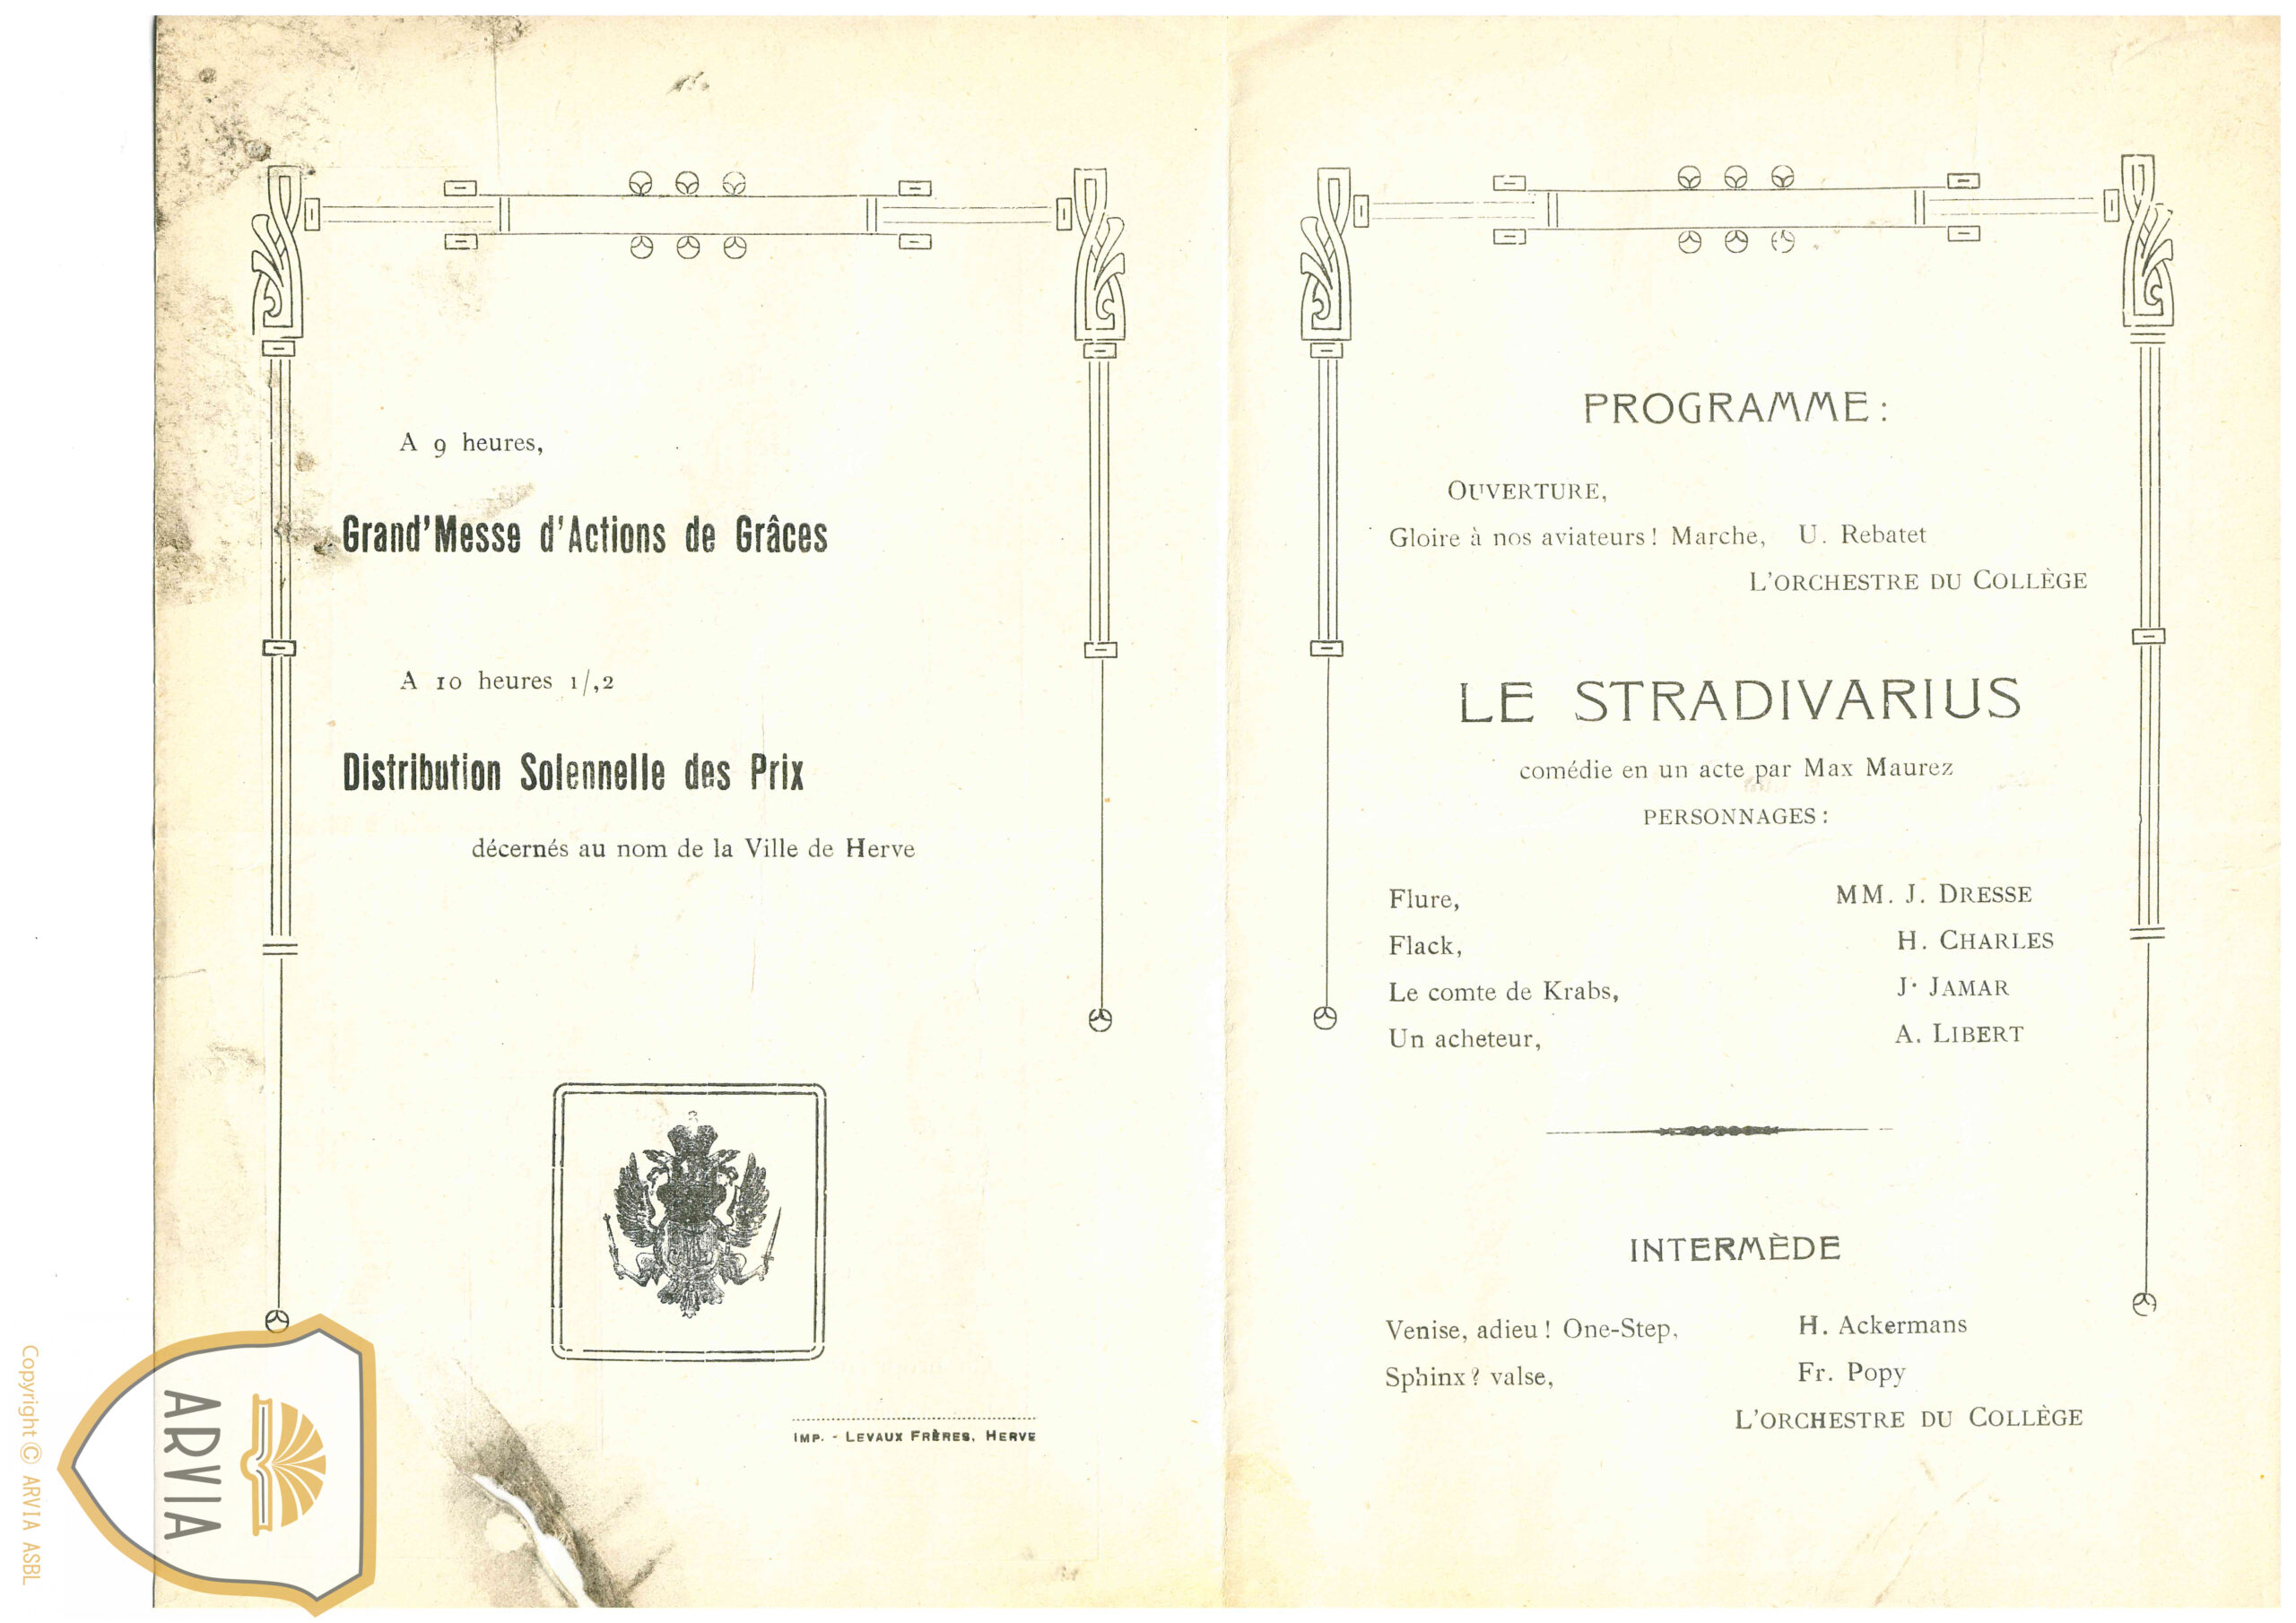 A 9 heures,
Grand'Messe d'Actions de Grâces
A 10 heures 1/,2
Distribution Solennelle des Prix
décernés au nom de la Ville de Herve
IMP. - LEVAUX FRÈRES, HERVE
PROGRAMME :
OUVERTURE,
Gloire à nos aviateurs ! Marche, U. Rebatet
L'ORCHESTRE DU COLLÈGE
LE STRADIVARIUS
comédie en un acte par Max Maurez
PERSONNAGES :
Flure, MM. J. DRESSE
Flack, H. CHARLES
Le comte de Krabs, J. JAMAR
Un acheteur, A. LIBERT
INTERMÈDE
Venise, adieu ! One-Step, H. Ackermans
Sphinx ? valse, Fr. Popy
L'ORCHESTRE DU COLLÈGE
ARVIA
Copyright © ARVIA ASBL